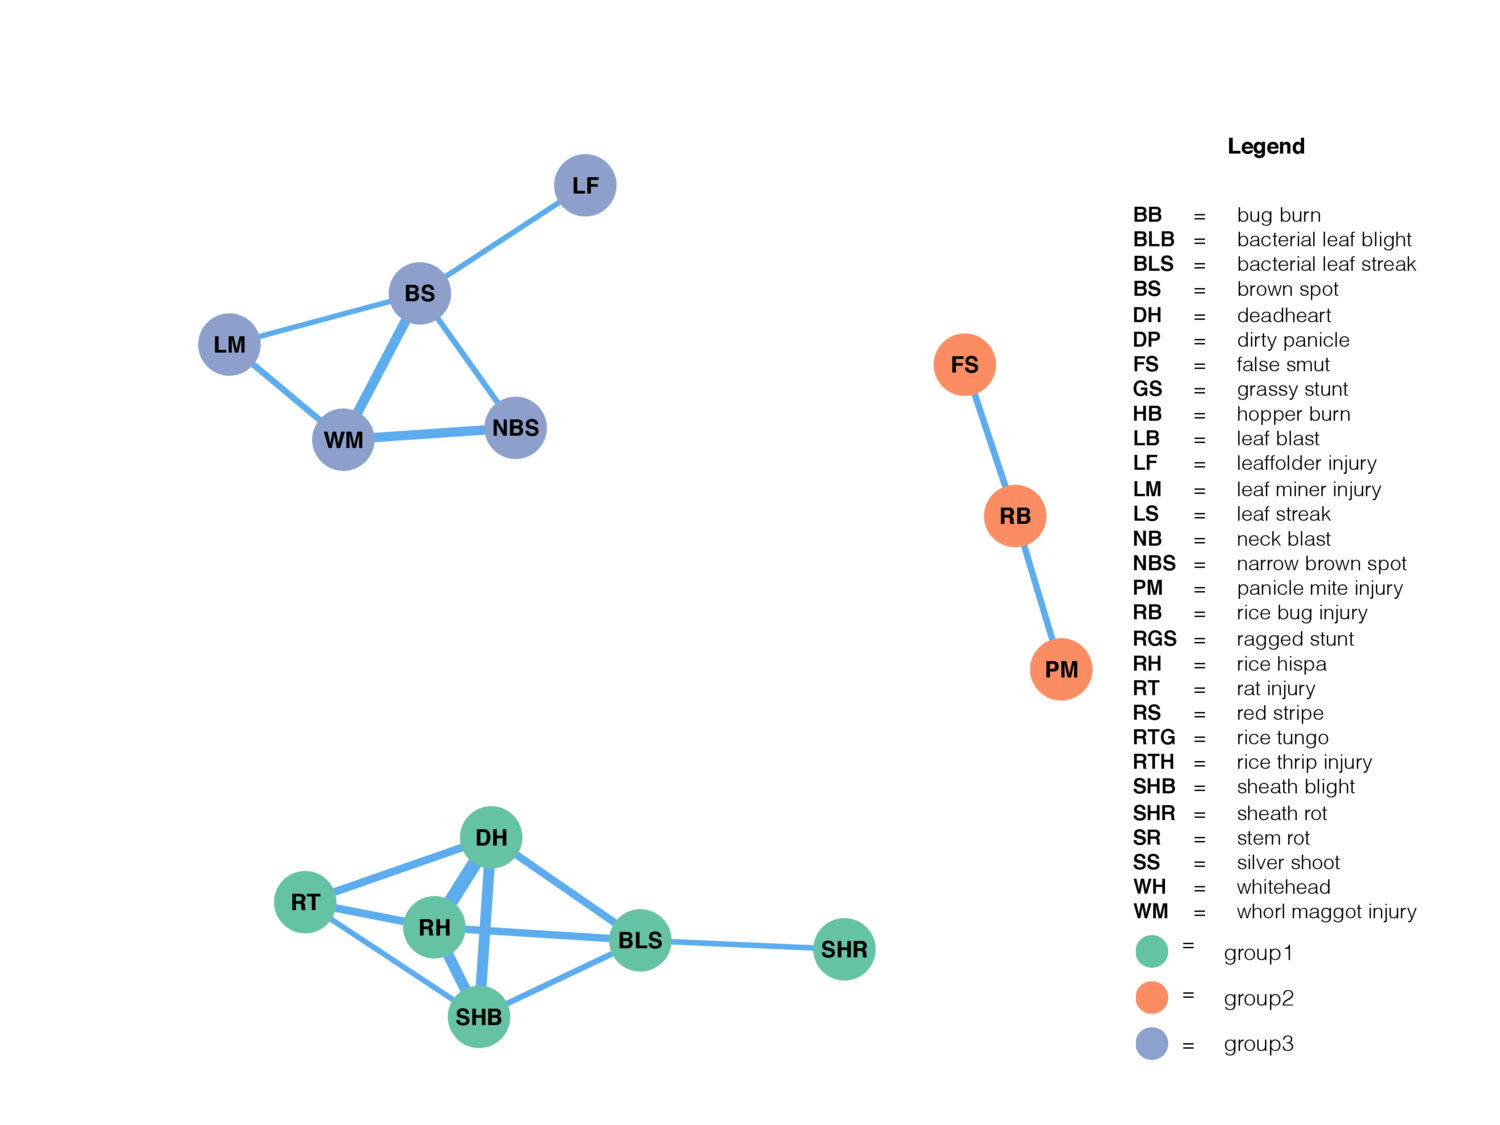 LF
BS
LM
WM
NBS
FS
RB
PM
DH
RT
RH
BLS
SHR
SHB
Legend
BB = bug burn
BLB = bacterial leaf blight
BLS = bacterial leaf streak
BS = brown spot
DH = deadheart
DP = dirty panicle
FS = false smut
GS = grassy stunt
HB = hopper burn
LB = leaf blast
LF = leaffolder injury
LM = leaf miner injury
LS = leaf streak
NB = neck blast
NBS = narrow brown spot
PM = panicle mite injury
RB = rice bug injury
RGS = ragged stunt
RH = rice hispa
RT = rat injury
RS = red stripe
RTG = rice tungo
RTH = rice thrip injury
SHB = sheath blight
SHR = sheath rot
SR = stem rot
SS = silver shoot
WH = whitehead
WM = whorl maggot injury
= group1
= group2
= group3